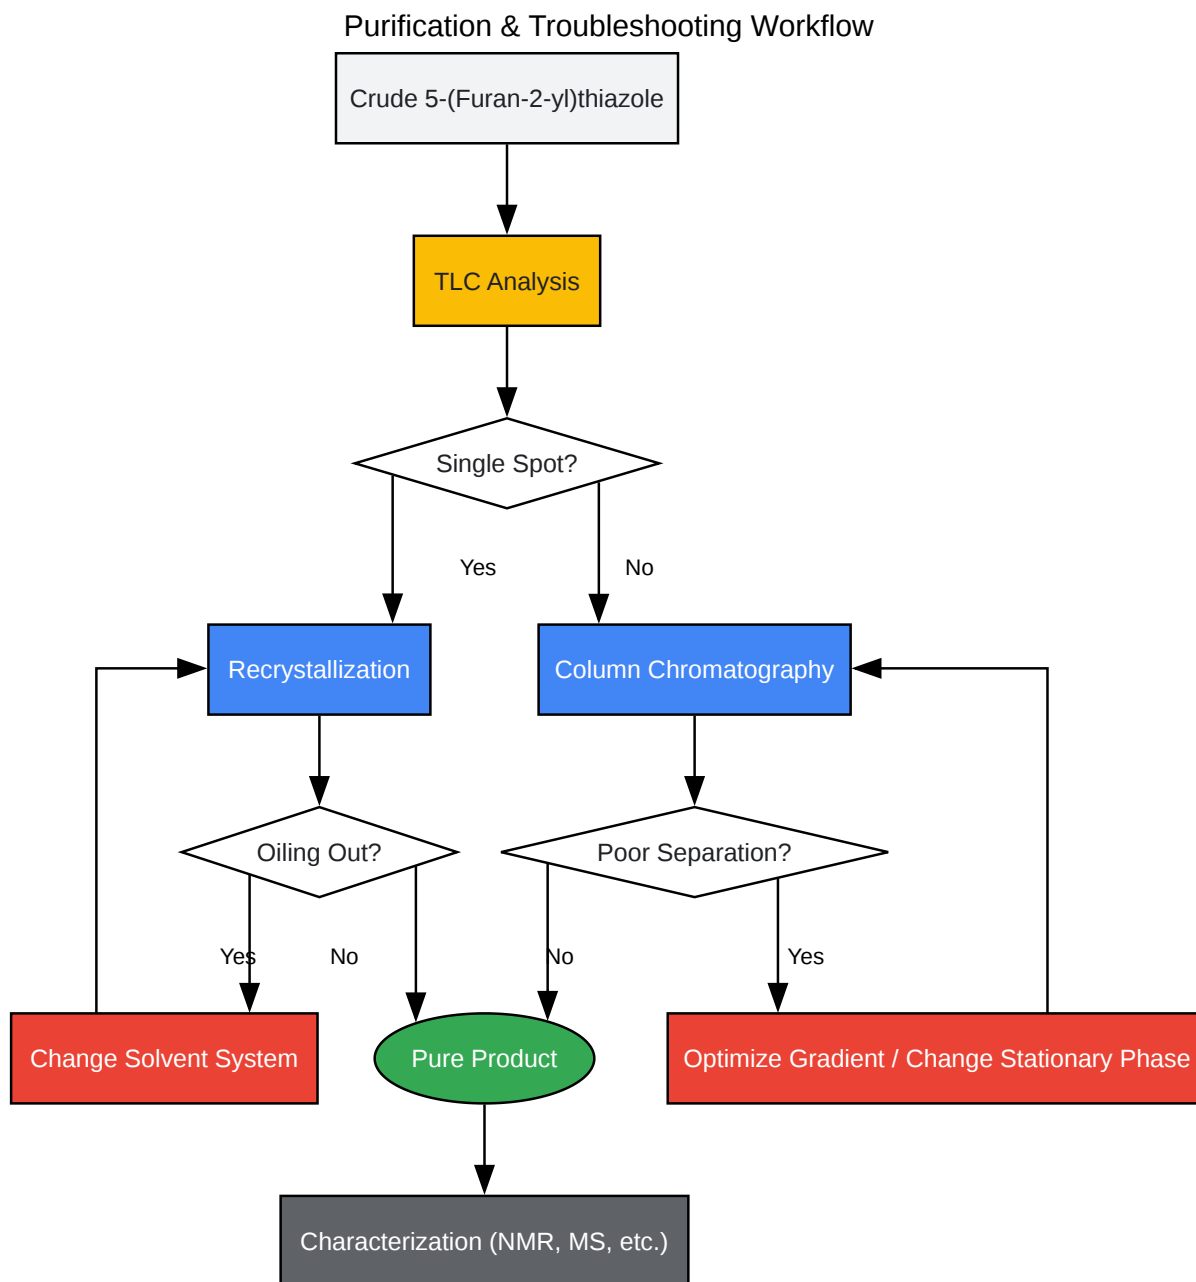 Purification & Troubleshooting Workflow
Crude 5-(Furan-2-yl)thiazole
TLC Analysis
Single Spot?
Yes
No
Recrystallization
Column Chromatography
Oiling Out?
Poor Separation?
Yes
No
No
Yes
Change Solvent System
Pure Product
Optimize Gradient / Change Stationary Phase
Characterization (NMR, MS, etc.)